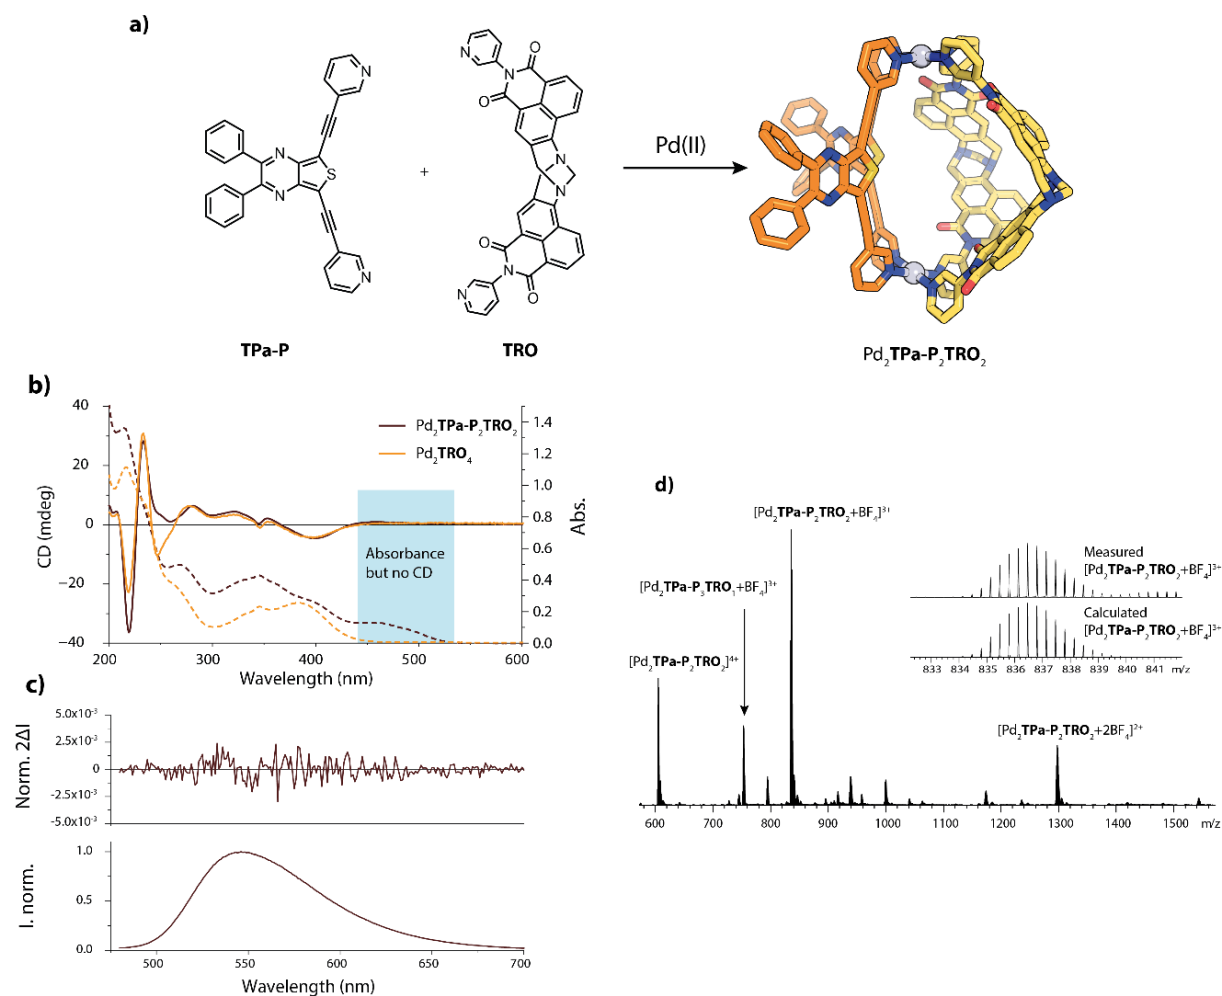 a)
N
N
S
N
N
+
N
N
O
O
N
N
O
O
N
N
Pd(II)
TPa-P
TRO
Pd2TPa-P2TRO2
b)
40
20
0
−20
−40
CD (mdeg)
Pd2TPa-P2TRO2
Pd2TRO4
Absorbance
but no CD
1.4
1.2
1.0
0.8
0.6
0.4
0.2
0.0
Abs.
200
300
400
500
600
Wavelength (nm)
c)
5.0x10-3
2.5x10-3
0
-2.5x10-3
-5.0x10-3
Norm. 2ΔI
1.0
0.5
0.0
I. norm.
500
550
600
650
700
Wavelength (nm)
d)
[Pd2TPa-P2TRO2+BF4]3+
[Pd2TPa-P3TRO1+BF4]3+
[Pd2TPa-P2TRO2]4+
[Pd2TPa-P2TRO2+2BF4]2+
Measured
[Pd2TPa-P2TRO2+BF4]3+
Calculated
[Pd2TPa-P2TRO2+BF4]3+
833 834 835 836 837 838 839 840 841 m/z
600 700 800 900 1000 1100 1200 1300 1400 1500 m/z